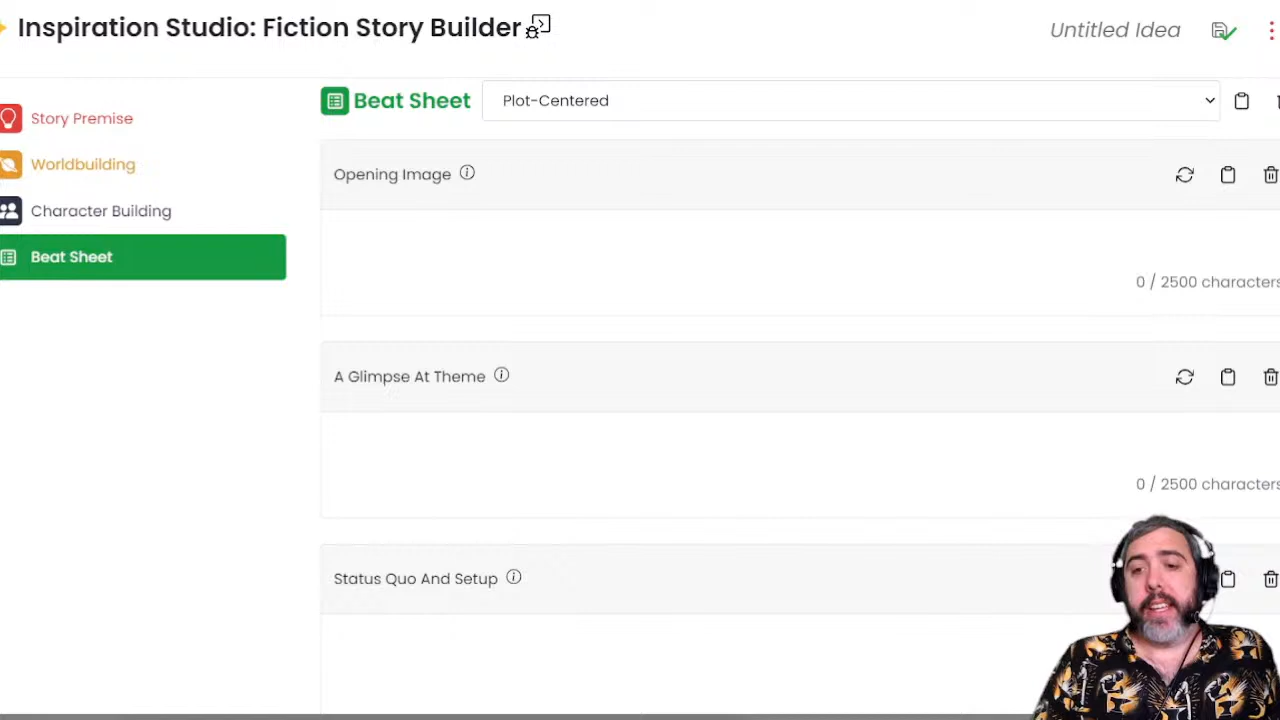 Inspiration Studio: Fiction Story Builder
Untitled Idea
Story Premise
Worldbuilding
Character Building
Beat Sheet
Beat Sheet
Plot-Centered
Opening Image
0 / 2500 characters
A Glimpse At Theme
0 / 2500 characters
Status Quo And Setup